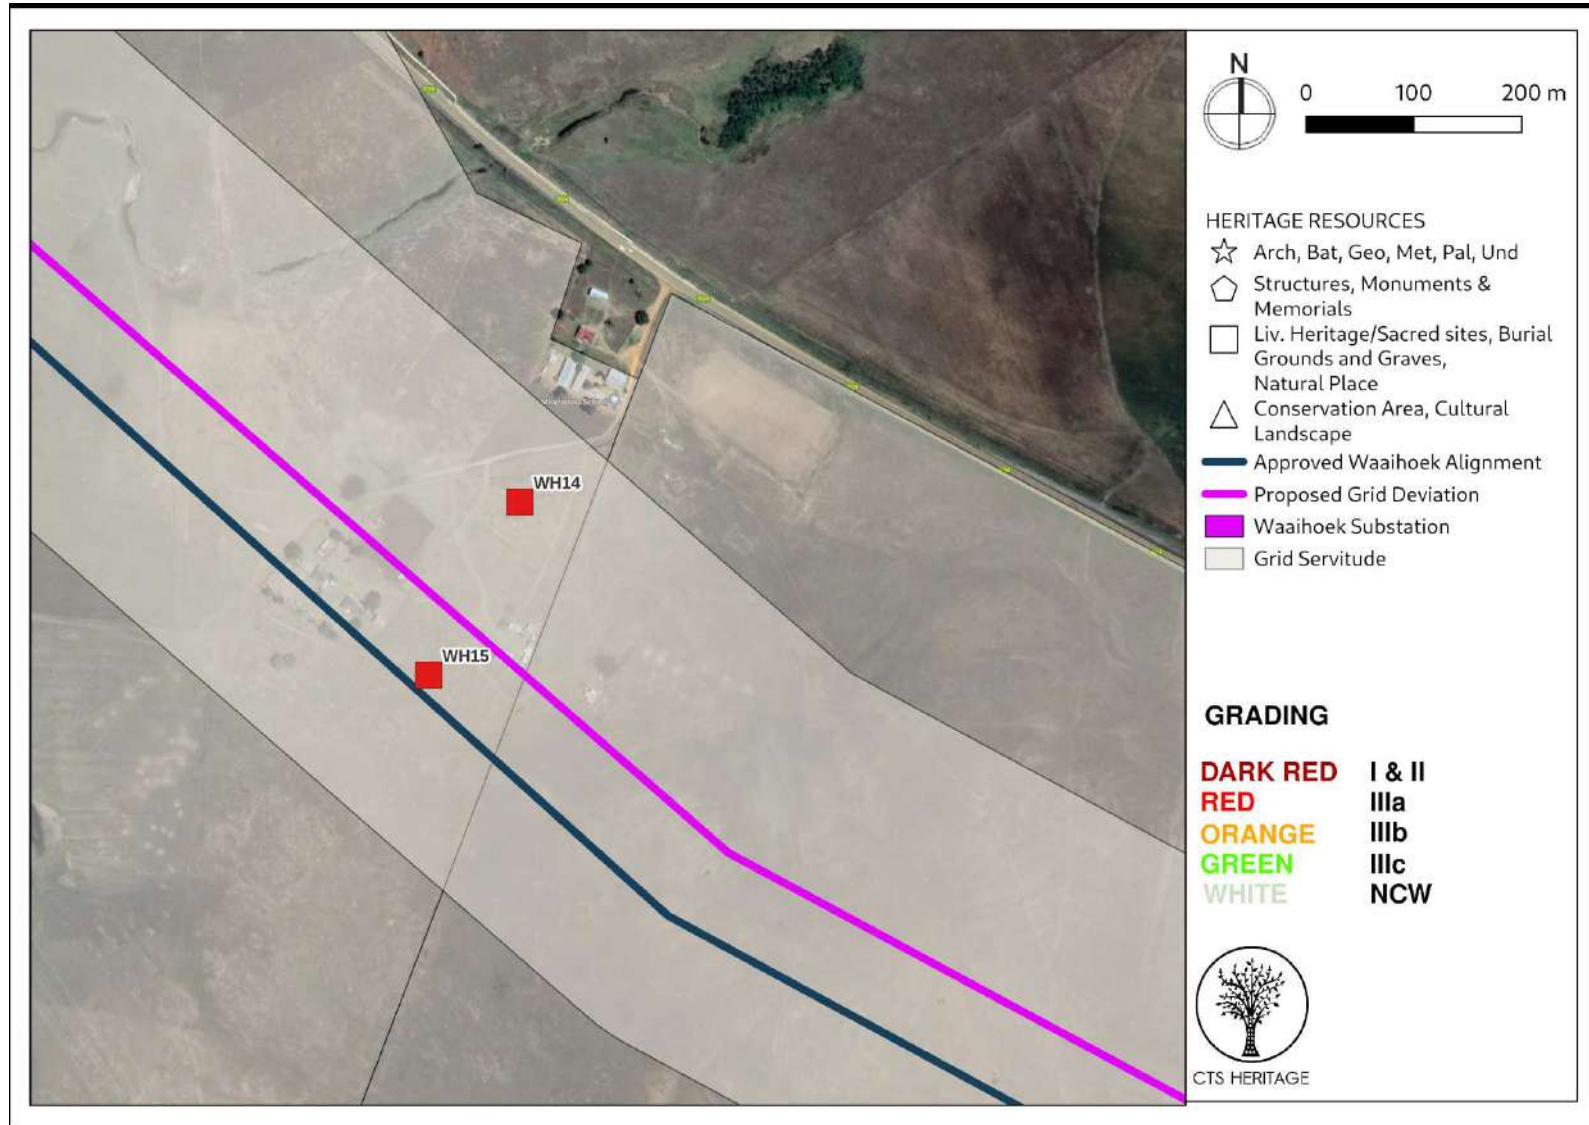 N
0 100 200 m
HERITAGE RESOURCES
Arch, Bat, Geo, Met, Pal, Und
Structures, Monuments &
Memorials
Liv. Heritage/Sacred sites, Burial
Grounds and Graves,
Natural Place
Conservation Area, Cultural
Landscape
Approved Waaihoek Alignment
Proposed Grid Deviation
Waaihoek Substation
Grid Servitude
WH14
WH15
GRADING
DARK RED I & II
RED IIIa
ORANGE IIIb
GREEN IIIc
WHITE NCW
CTS HERITAGE